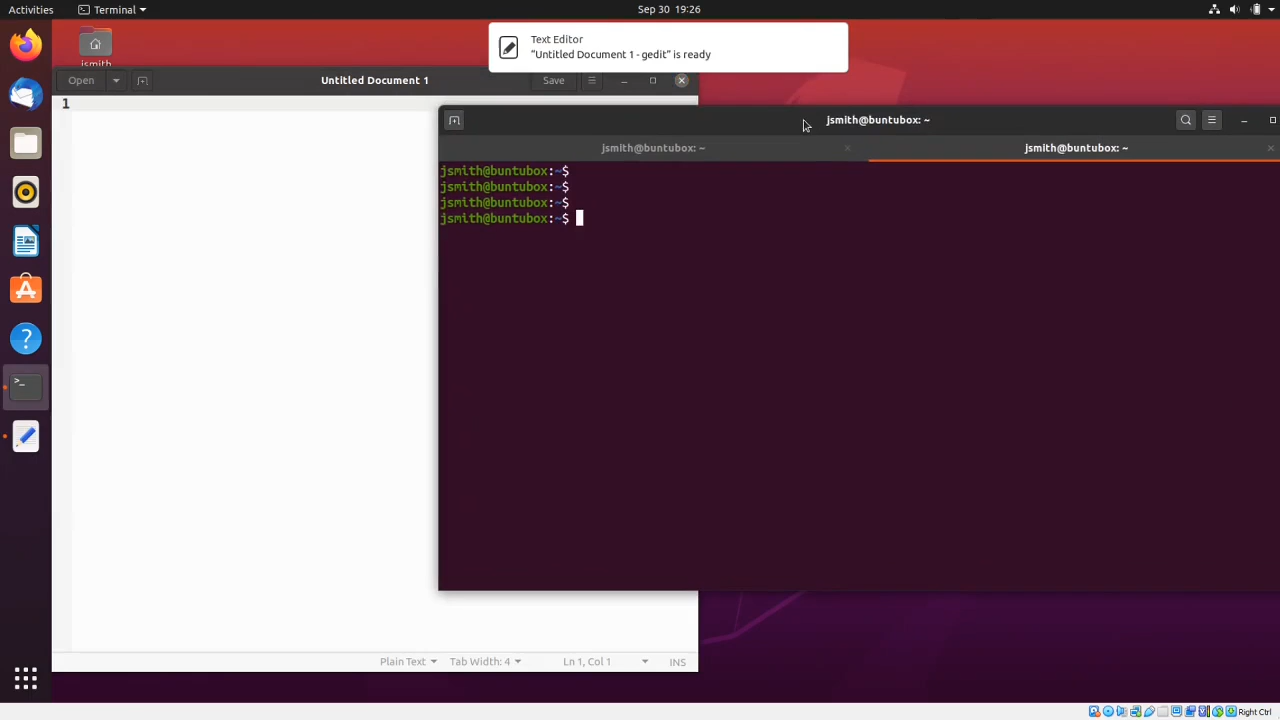 Activities
Terminal
Sep 30 19:26
jsmith
Text Editor
“Untitled Document 1 - gedit” is ready
Open
Untitled Document 1
Save
1
jsmith@buntubox: ~
jsmith@buntubox: ~
jsmith@buntubox: ~
jsmith@buntubox:~$
jsmith@buntubox:~$
jsmith@buntubox:~$
jsmith@buntubox:~$
Plain Text
Tab Width: 4
Ln 1, Col 1
INS
Right Ctrl